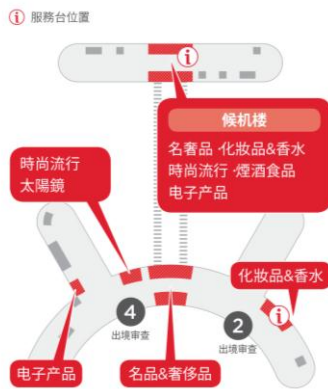 i 服務台位置
i
候机楼
名奢品 ·化妝品&香水
時尚流行 ·煙酒食品
电子产品
時尚流行
太陽鏡
化妝品&香水
i
4
出境審查
2
出境審查
电子产品
名品&奢侈品